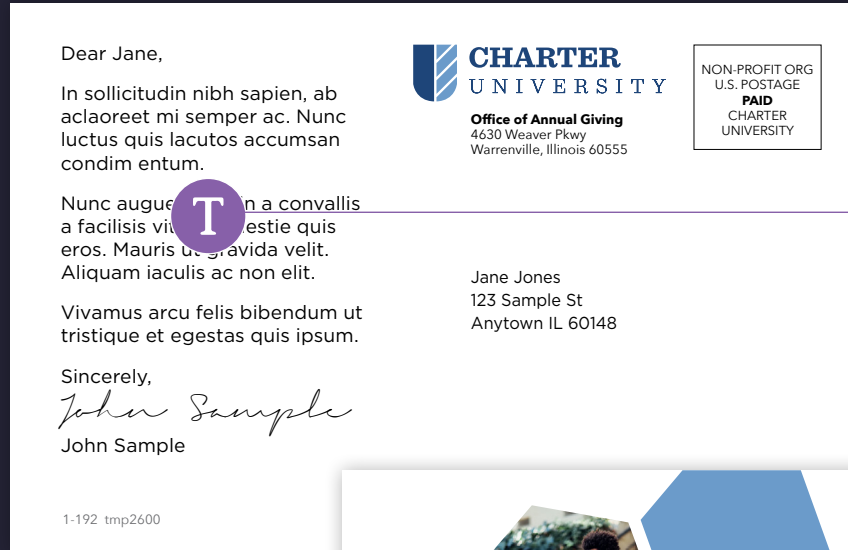 Dear Jane,
In sollicitudin nibh sapien, ab
aclaoreet mi semper ac. Nunc
luctus quis lacutos accumsan
condim entum.
Nunc augue in a convallis
a facilisis estie quis
eros. Mauris ut gravida velit.
Aliquam iaculis ac non elit.
Vivamus arcu felis bibendum ut
tristique et egestas quis ipsum.
Sincerely,
John Sample
John Sample
1-192 tmp2600
T
CHARTER
UNIVERSITY
Office of Annual Giving
4630 Weaver Pkwy
Warrenville, Illinois 60555
NON-PROFIT ORG
U.S. POSTAGE
PAID
CHARTER
UNIVERSITY
Jane Jones
123 Sample St
Anytown IL 60148